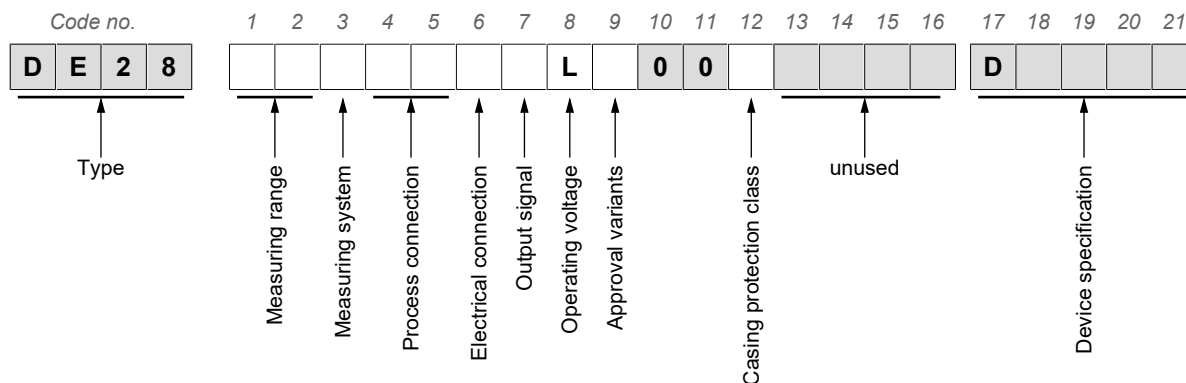 Code no. 1 2 3 4 5 6 7 8 9 10 11 12 13 14 15 16 17 18 19 20 21
D E 2 8 L 0 0 D
Type
Measuring range
Measuring system
Process connection
Electrical connection
Output signal
Operating voltage
Approval variants
Casing protection class
unused
Device specification